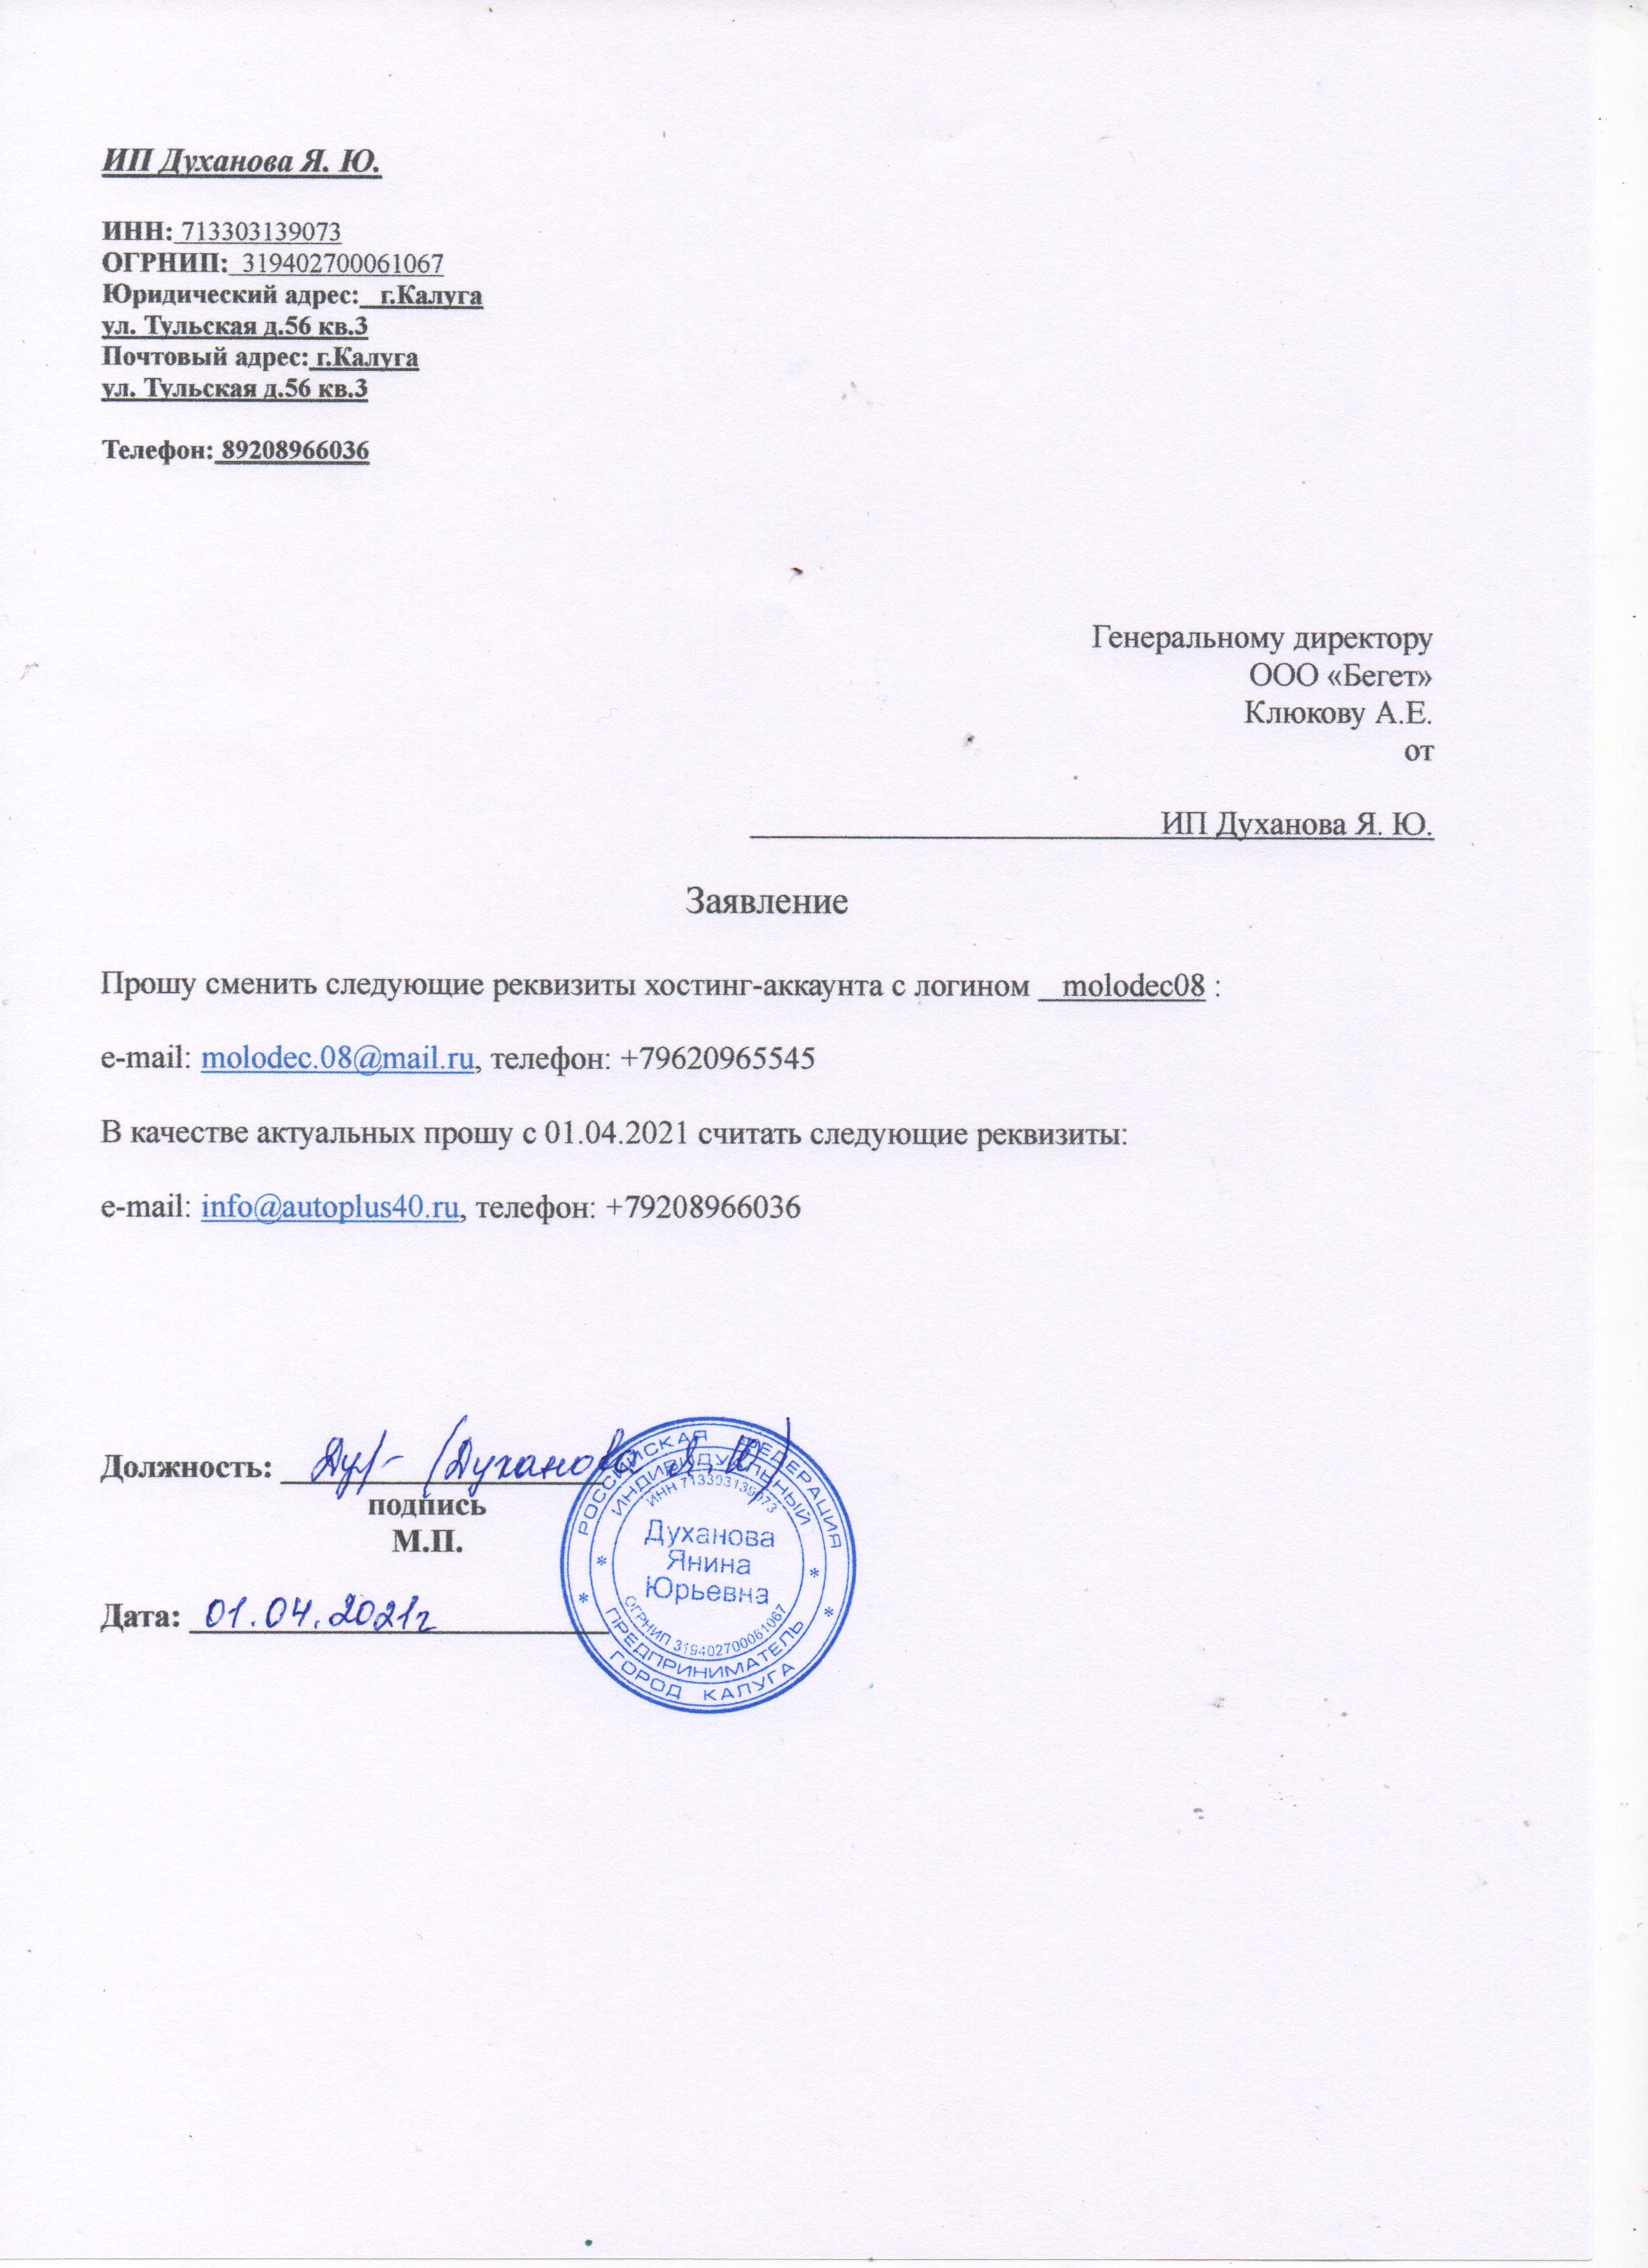 ИП Духанова Я. Ю.
ИНН: 713303139073
ОГРНИП: 319402700061067
Юридический адрес: г.Калуга
ул. Тульская д.56 кв.3
Почтовый адрес: г.Калуга
ул. Тульская д.56 кв.3
Телефон: 89208966036
Генеральному директору
ООО «Бегет»
Клюкову А.Е.
от
ИП Духанова Я. Ю.
Заявление
Прошу сменить следующие реквизиты хостинг-аккаунта с логином molodec08 :
e-mail: molodec.08@mail.ru, телефон: +79620965545
В качестве актуальных прошу с 01.04.2021 считать следующие реквизиты:
e-mail: info@autoplus40.ru, телефон: +79208966036
Должность: (Духанова Я. Ю)
подпись
М.П.
Дата: 01.04.2021г
РОССИЙСКАЯ ФЕДЕРАЦИЯ
ИНДИВИДУАЛЬНЫЙ
ИНН 713303139073
Духанова
Янина
Юрьевна
ОГРНИП 319402700061067
ПРЕДПРИНИМАТЕЛЬ
ГОРОД КАЛУГА